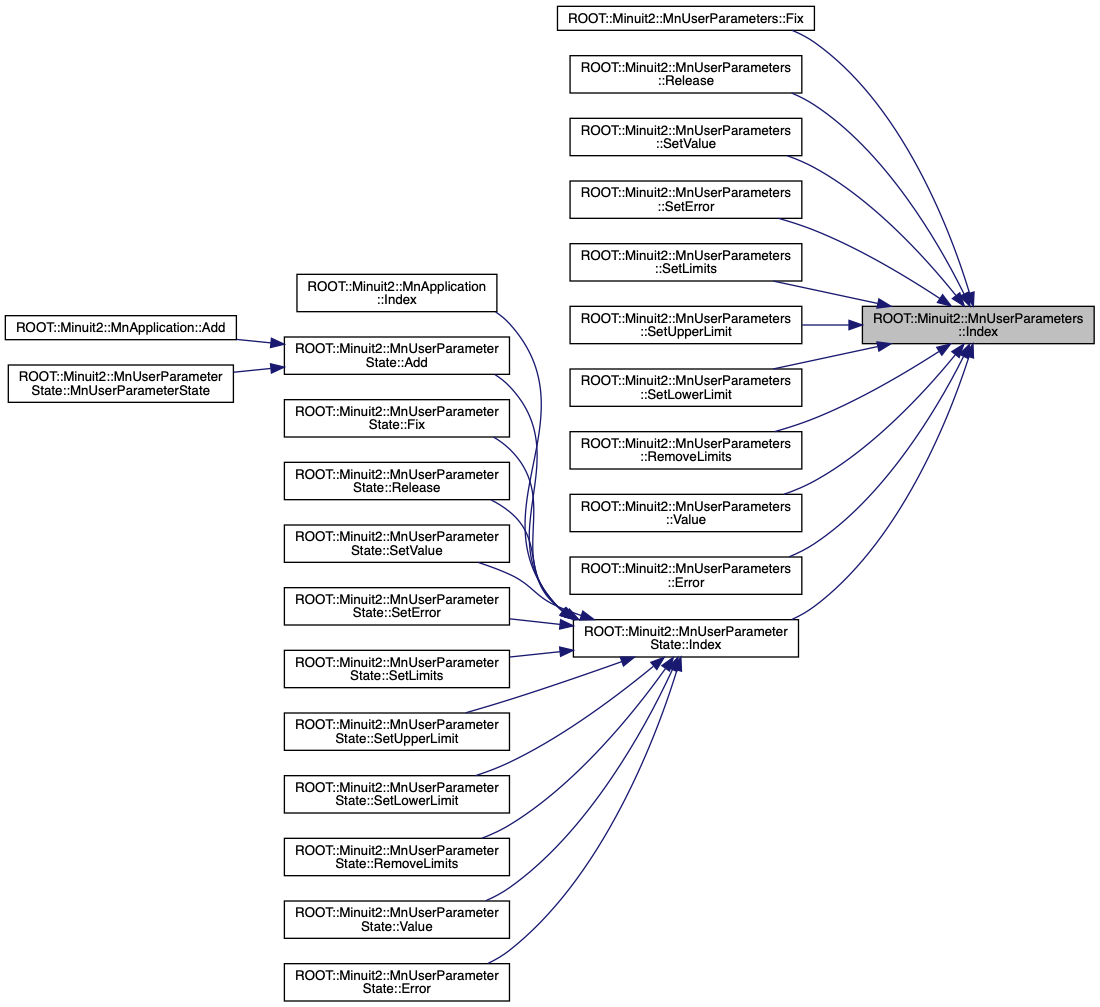 ROOT::Minuit2::MnUserParameters::Fix
ROOT::Minuit2::MnUserParameters
::Release
ROOT::Minuit2::MnUserParameters
::SetValue
ROOT::Minuit2::MnUserParameters
::SetError
ROOT::Minuit2::MnUserParameters
::SetLimits
ROOT::Minuit2::MnUserParameters
::SetUpperLimit
ROOT::Minuit2::MnUserParameters
::SetLowerLimit
ROOT::Minuit2::MnUserParameters
::RemoveLimits
ROOT::Minuit2::MnUserParameters
::Value
ROOT::Minuit2::MnUserParameters
::Error
ROOT::Minuit2::MnUserParameter
State::Index
ROOT::Minuit2::MnUserParameters
::Index
ROOT::Minuit2::MnApplication
::Index
ROOT::Minuit2::MnUserParameter
State::Add
ROOT::Minuit2::MnUserParameter
State::Fix
ROOT::Minuit2::MnUserParameter
State::Release
ROOT::Minuit2::MnUserParameter
State::SetValue
ROOT::Minuit2::MnUserParameter
State::SetError
ROOT::Minuit2::MnUserParameter
State::SetLimits
ROOT::Minuit2::MnUserParameter
State::SetUpperLimit
ROOT::Minuit2::MnUserParameter
State::SetLowerLimit
ROOT::Minuit2::MnUserParameter
State::RemoveLimits
ROOT::Minuit2::MnUserParameter
State::Value
ROOT::Minuit2::MnUserParameter
State::Error
ROOT::Minuit2::MnApplication::Add
ROOT::Minuit2::MnUserParameter
State::MnUserParameterState